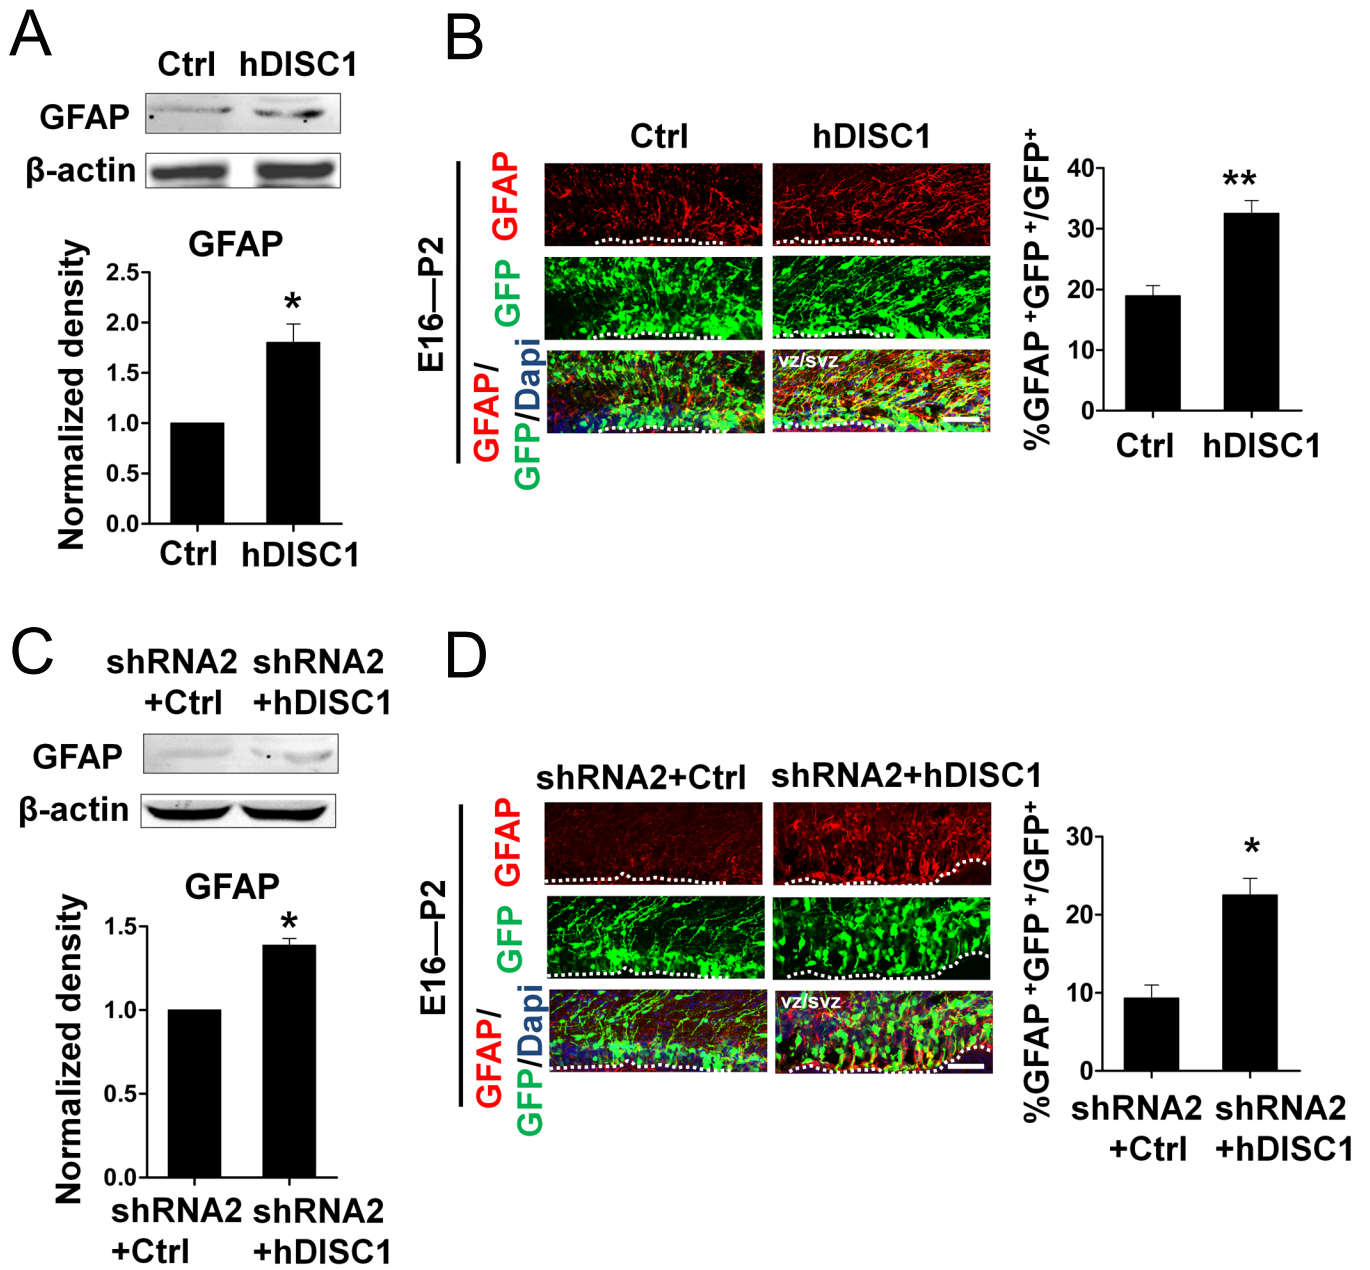 A
Ctrl hDISC1
GFAP
β-actin
GFAP
Normalized density
2.5
2.0
1.5
1.0
0.5
0.0
*
Ctrl hDISC1
B
Ctrl hDISC1
E16—P2
GFAP
GFP
GFAP/
GFP/Dapi
vz/svz
%GFAP +GFP +/GFP+
40
30
20
10
0
**
Ctrl hDISC1
C
shRNA2 shRNA2
+Ctrl +hDISC1
GFAP
β-actin
GFAP
Normalized density
1.5
1.0
0.5
0.0
*
shRNA2 shRNA2
+Ctrl +hDISC1
D
shRNA2+Ctrl shRNA2+hDISC1
E16—P2
GFAP
GFP
GFAP/
GFP/Dapi
vz/svz
%GFAP +GFP +/GFP+
30
20
10
0
*
shRNA2 shRNA2
+Ctrl +hDISC1